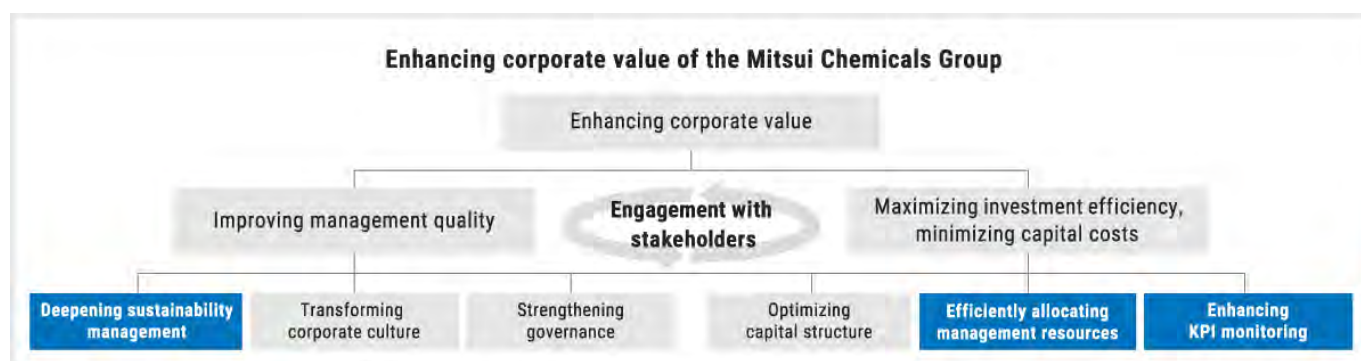 Enhancing corporate value of the Mitsui Chemicals Group
Enhancing corporate value
Improving management quality
Engagement with
stakeholders
Maximizing investment efficiency,
minimizing capital costs
Deepening sustainability
management
Transforming
corporate culture
Strengthening
governance
Optimizing
capital structure
Efficiently allocating
management resources
Enhancing
KPI monitoring